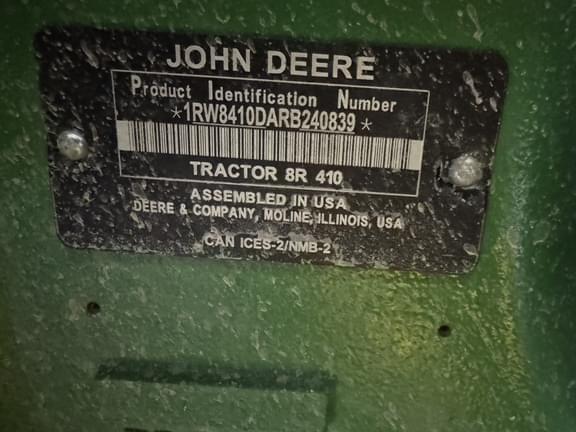 JOHN DEERE
Product Identification Number
*1RW8410DARB240839*
TRACTOR 8R 410
ASSEMBLED IN USA
DEERE & COMPANY, MOLINE, ILLINOIS, USA
CAN ICES-2/NMB-2